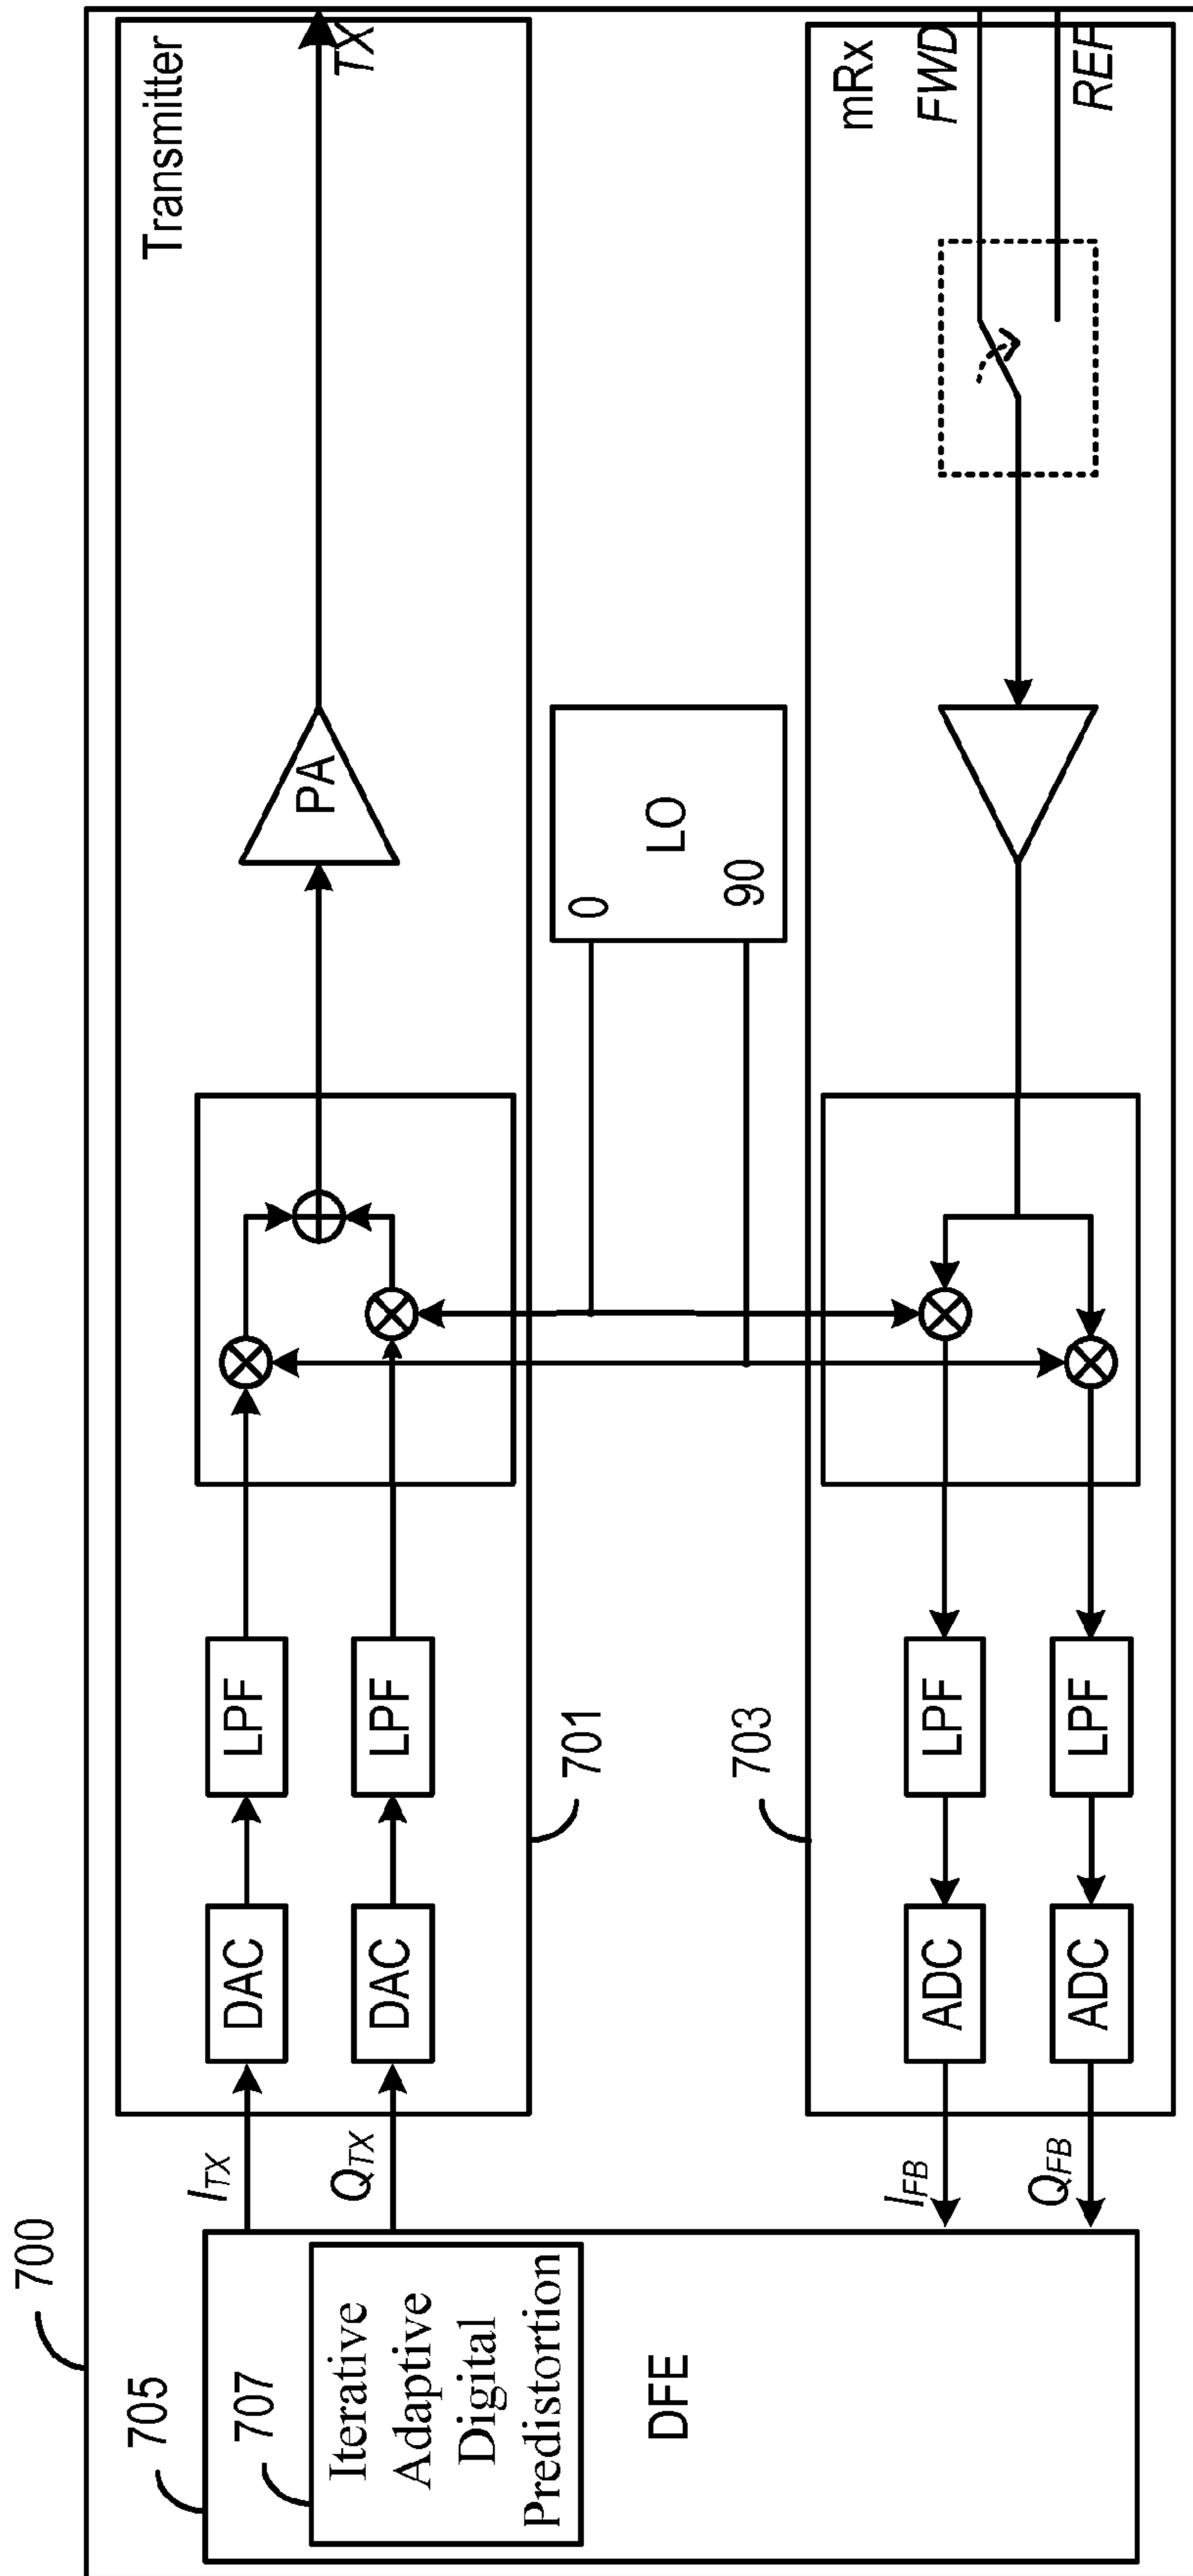 700
705
707
Iterative
Adaptive
Digital
Predistortion
DFE
I_TX
Q_TX
DAC
LPF
DAC
LPF
701
PA
Transmitter
TX
0
LO
90
703
I_FB
Q_FB
ADC
LPF
ADC
LPF
mRx
FWD
REF